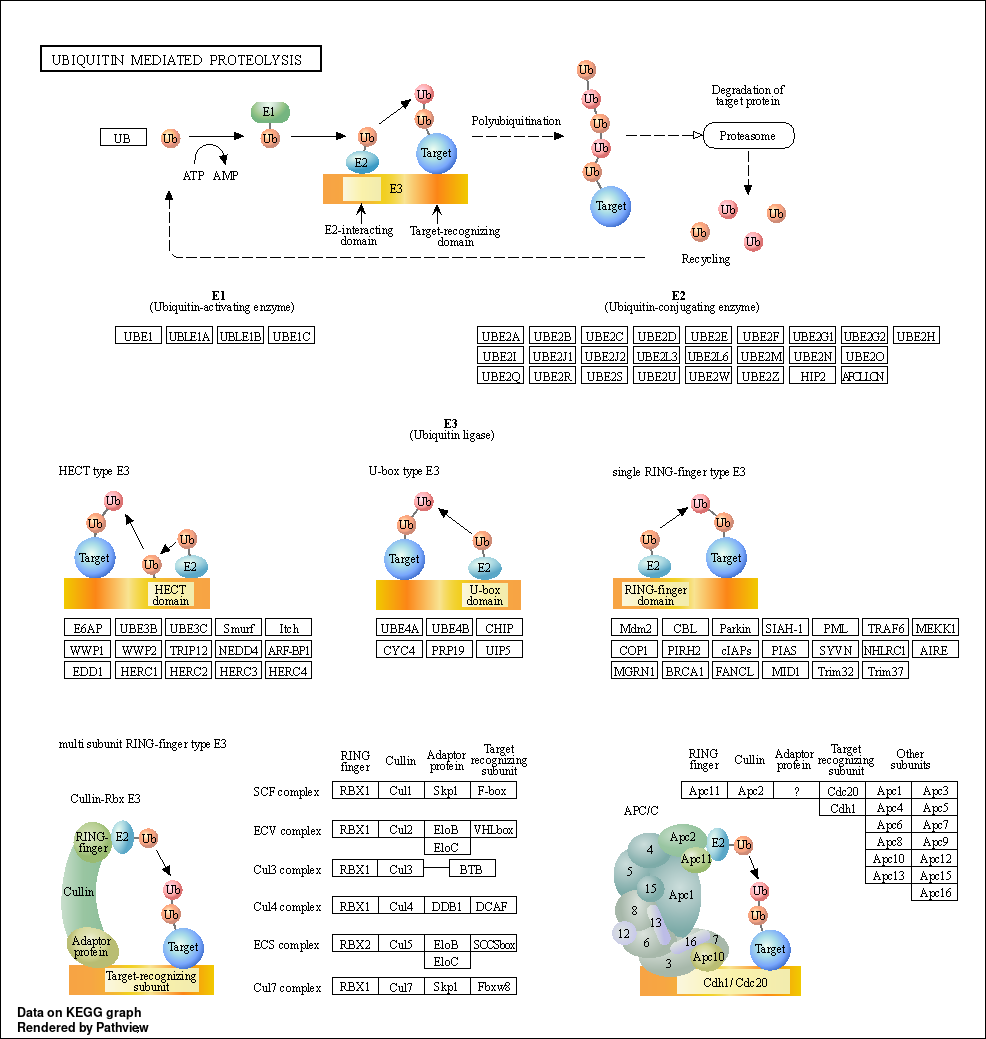 UBIQUITIN MEDIATED PROTEOLYSIS
UB
Ub
ATP
AMP
E1
Ub
Ub
E2
E3
Ub
Ub
Target
E2-interacting
domain
Target-recognizing
domain
Polyubiquitination
Ub
Ub
Ub
Ub
Ub
Target
Degradation of
target protein
Proteasome
Ub
Ub
Ub
Ub
Recycling
E1
(Ubiquitin-activating enzyme)
UBE1 UBLE1A UBLE1B UBE1C
E2
(Ubiquitin-conjugating enzyme)
UBE2A UBE2B UBE2C UBE2D UBE2E UBE2F UBE2G1 UBE2G2 UBE2H
UBE2I UBE2J1 UBE2J2 UBE2L3 UBE2L6 UBE2M UBE2N UBE2O
UBE2Q UBE2R UBE2S UBE2U UBE2W UBE2Z HIP2 AFCLLCN
E3
(Ubiquitin ligase)
HECT type E3
Ub
Ub
Target
Ub
Ub
E2
HECT
domain
E6AP UBE3B UBE3C Smurf Itch
WWP1 WWP2 TRIP12 NEDD4 ARF-BP1
EDD1 HERC1 HERC2 HERC3 HERC4
U-box type E3
Ub
Ub
Target
Ub
E2
U-box
domain
UBE4A UBE4B CHIP
CYC4 PRP19 UIP5
single RING-finger type E3
Ub
E2
Ub
Ub
Target
RING-finger
domain
Mdm2 CBL Parkin SIAH-1 PML TRAF6 MEKK1
COP1 PIRH2 cIAPs PIAS SYVN NHLRC1 AIRE
MGRN1 BRCA1 FANCL MID1 Trim32 Trim37
multi subunit RING-finger type E3
Cullin-Rbx E3
RING-
finger
E2
Ub
Cullin
Ub
Ub
Adaptor
protein
Target
Target-recognizing
subunit
RING
finger
Cullin
Adaptor
protein
Target
recognizing
subunit
SCF complex RBX1 Cul1 Skp1 F-box
ECV complex RBX1 Cul2 EloB VHLbox
EloC
Cul3 complex RBX1 Cul3 BTB
Cul4 complex RBX1 Cul4 DDB1 DCAF
ECS complex RBX2 Cul5 EloB SOCSbox
EloC
Cul7 complex RBX1 Cul7 Skp1 Fbxw8
RING
finger
Cullin
Adaptor
protein
Target
recognizing
subunit
Other
subunits
Apc11 Apc2 ? Cdc20 Apc1 Apc3
Cdh1 Apc4 Apc5
Apc6 Apc7
Apc8 Apc9
Apc10 Apc12
Apc13 Apc15
Apc16
APC/C
Apc2
E2
Ub
4
Apc11
5
15
Apc1
Ub
Ub
8
13
12
6
16
7
3
Apc10
Target
Cdh1/Cdc20
Data on KEGG graph
Rendered by Pathview